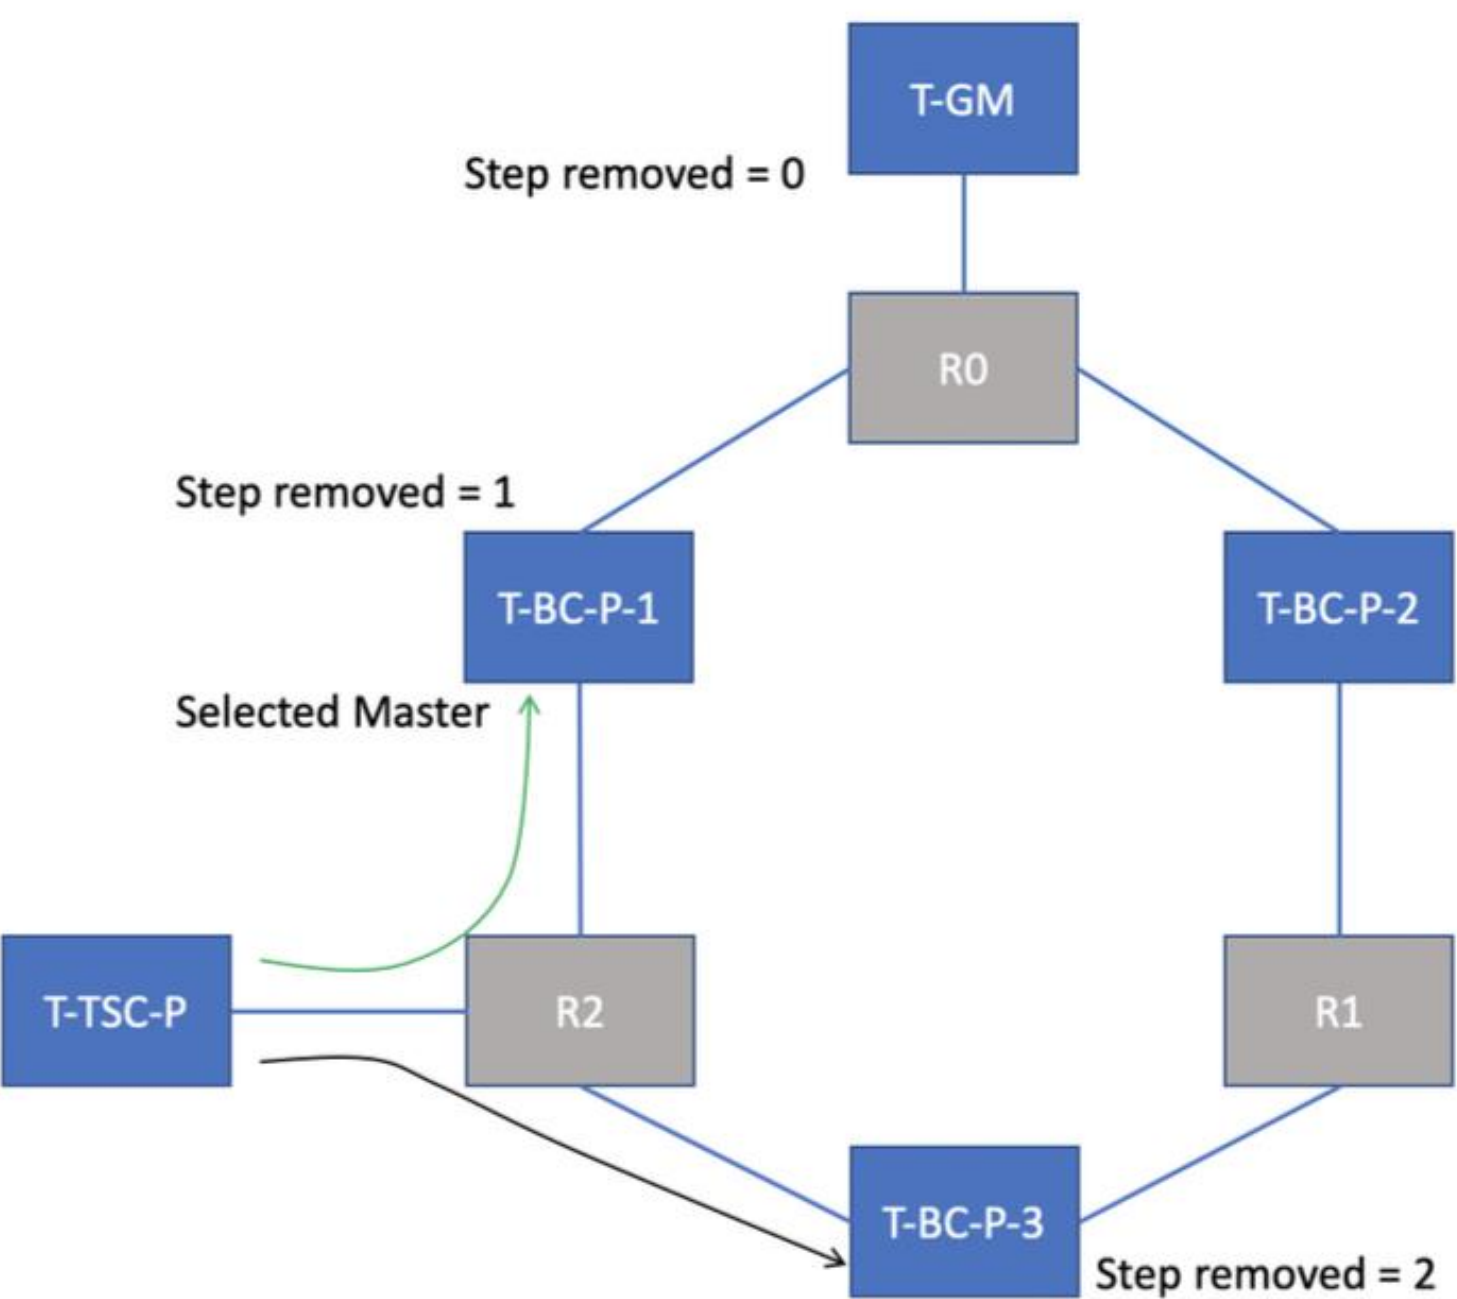 T-GM
Step removed = 0
R0
Step removed = 1
T-BC-P-1
T-BC-P-2
Selected Master
T-TSC-P
R2
R1
T-BC-P-3
Step removed = 2